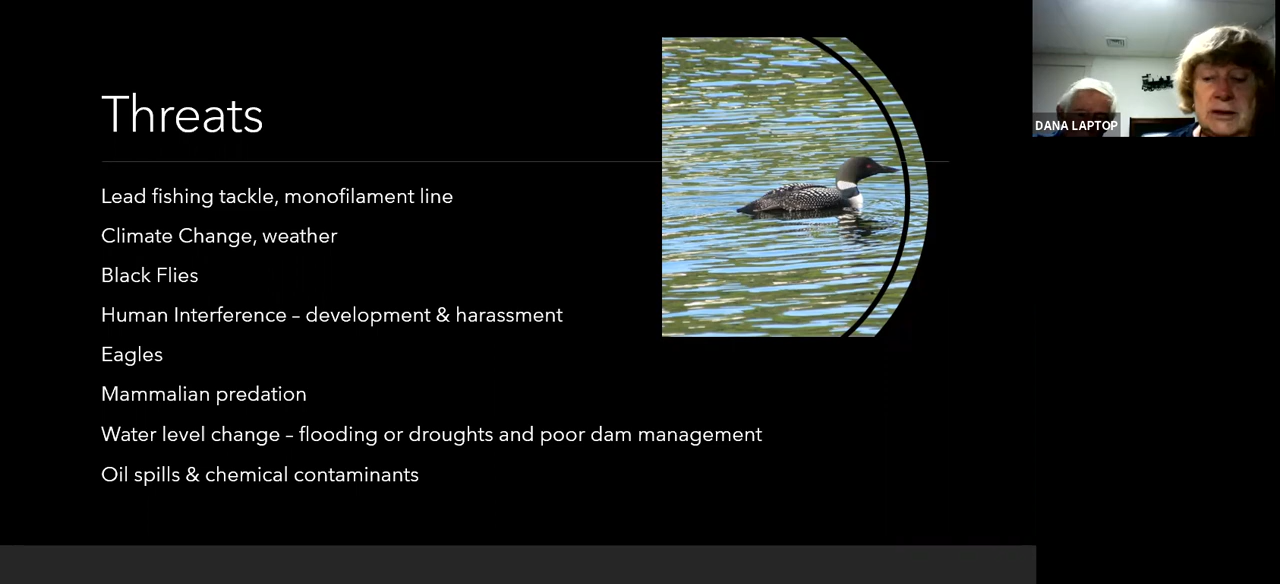 Threats
Lead fishing tackle, monofilament line
Climate Change, weather
Black Flies
Human Interference – development & harassment
Eagles
Mammalian predation
Water level change – flooding or droughts and poor dam management
Oil spills & chemical contaminants
DANA LAPTOP